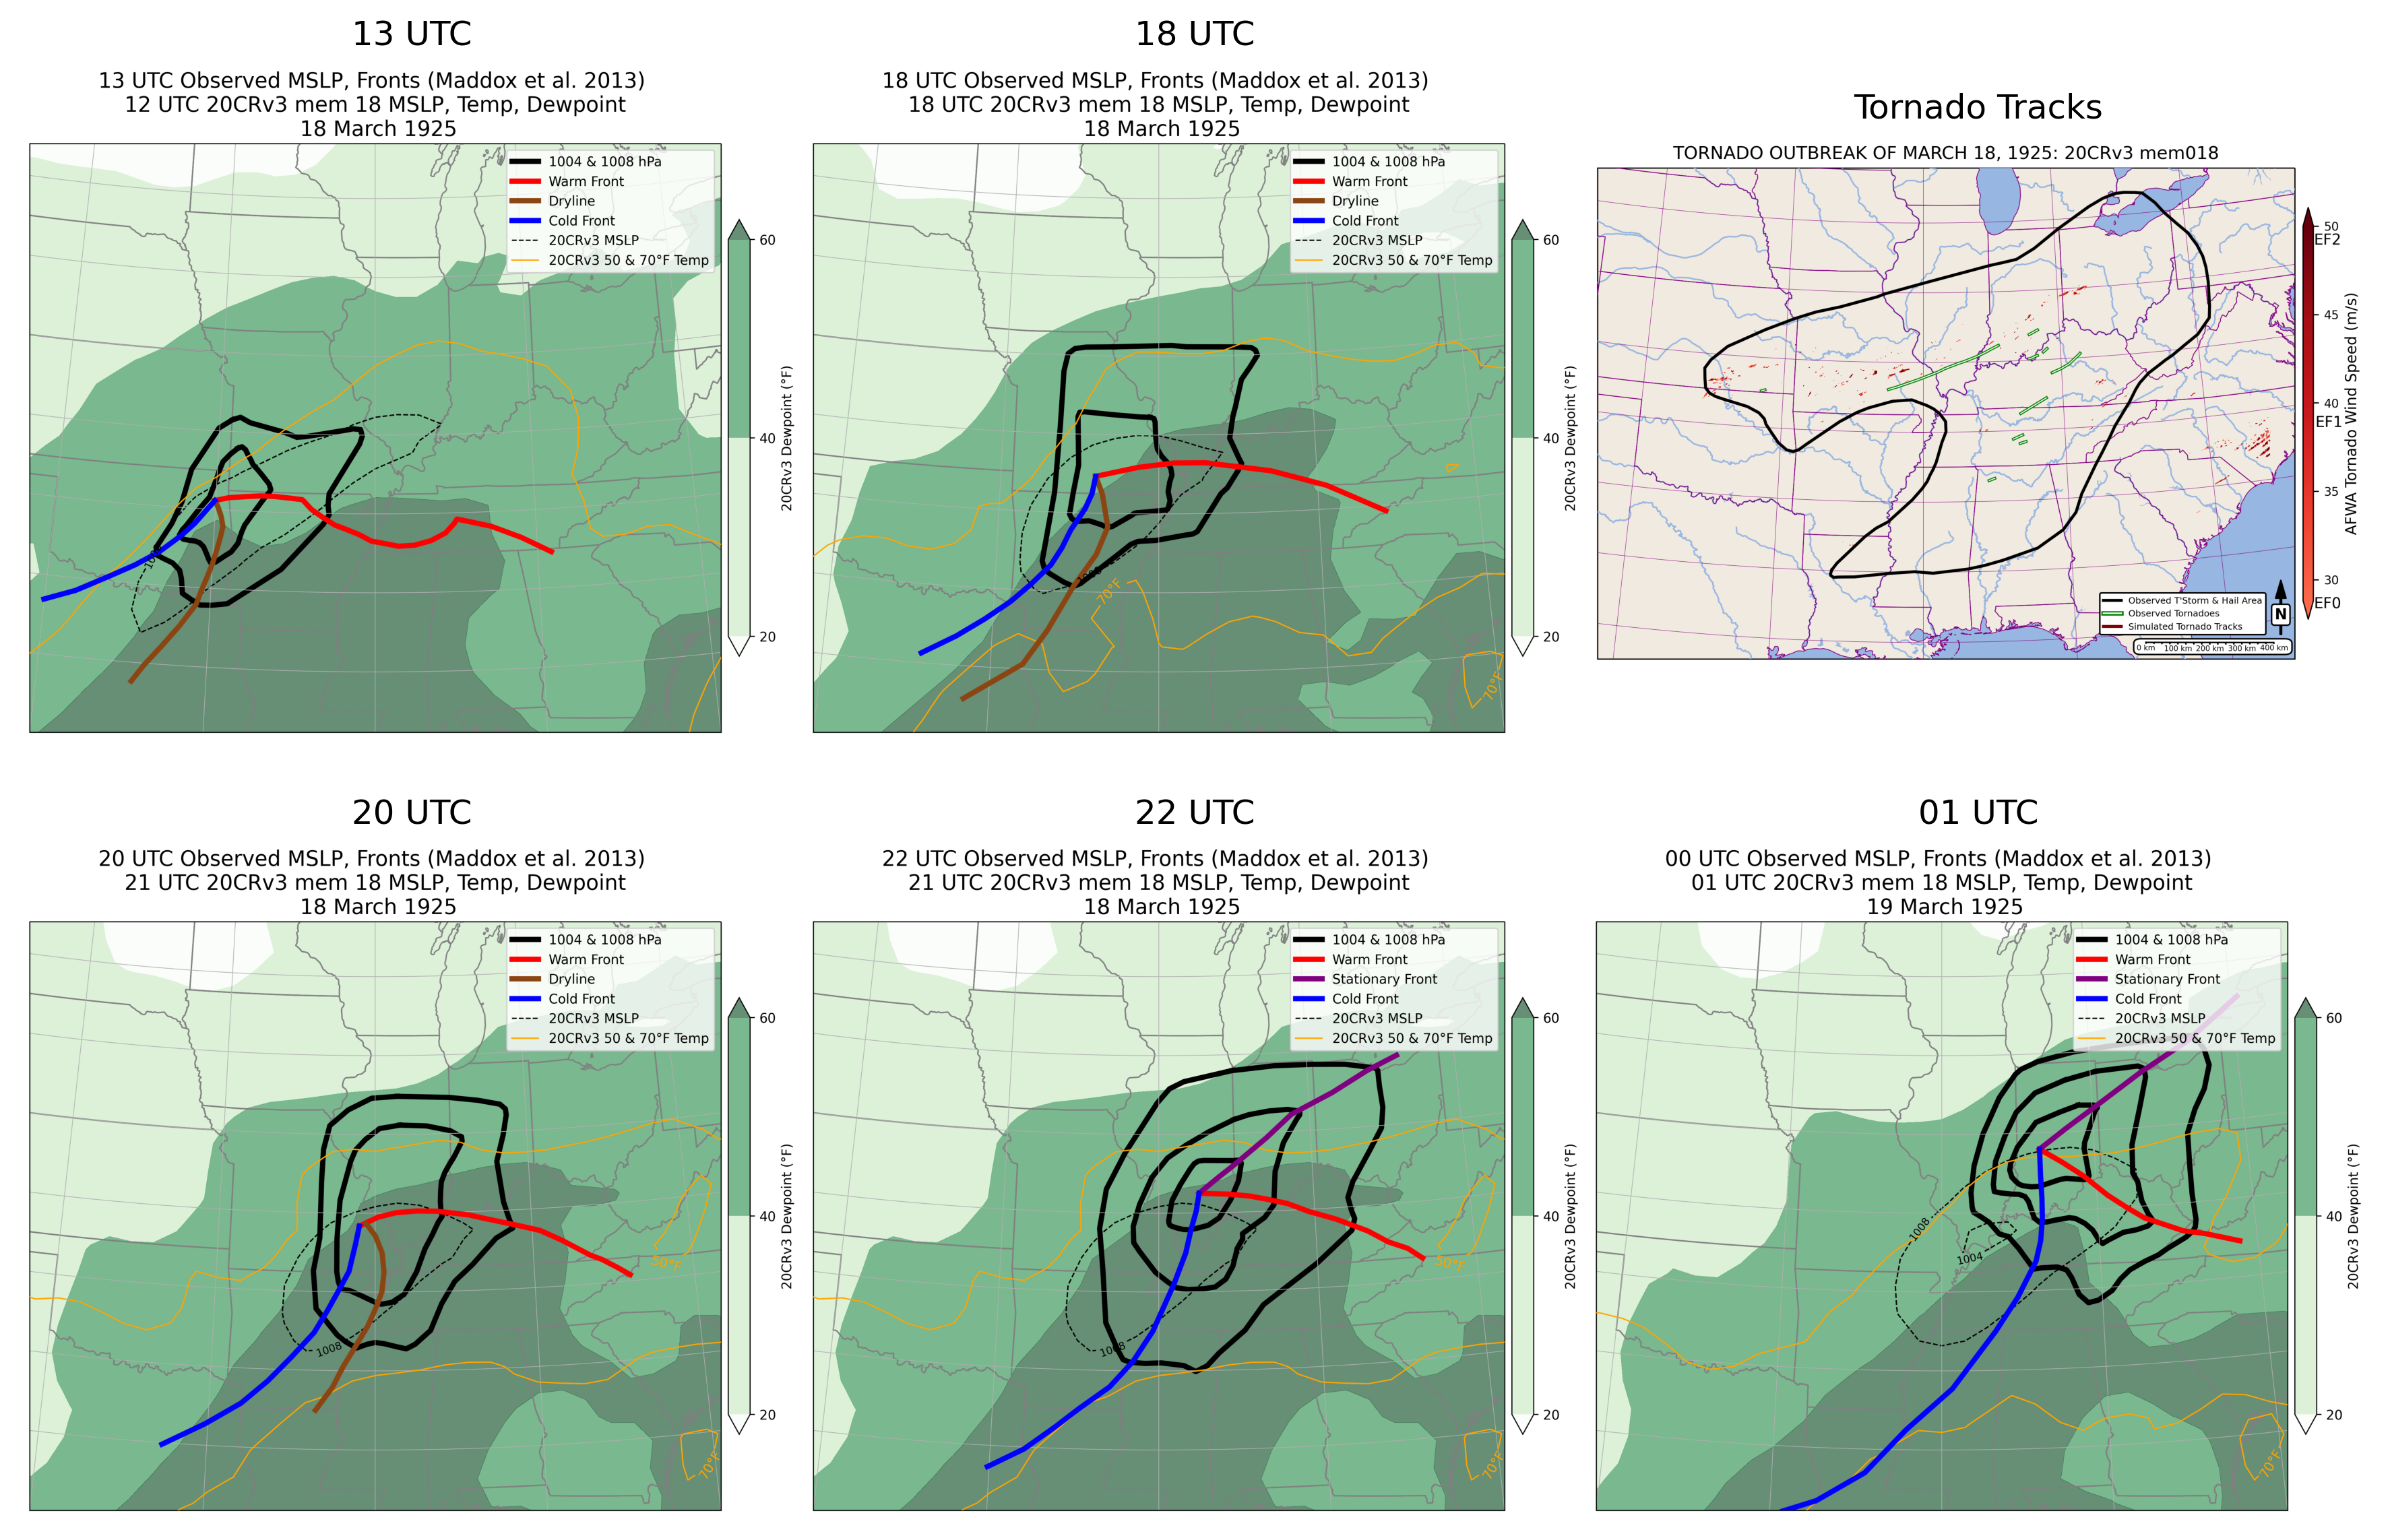 13 UTC
13 UTC Observed MSLP, Fronts (Maddox et al. 2013)
12 UTC 20CRv3 mem 18 MSLP, Temp, Dewpoint
18 March 1925
1004 & 1008 hPa
Warm Front
Dryline
Cold Front
20CRv3 MSLP
20CRv3 50 & 70°F Temp
60
40
20
20CRv3 Dewpoint (°F)
18 UTC
18 UTC Observed MSLP, Fronts (Maddox et al. 2013)
18 UTC 20CRv3 mem 18 MSLP, Temp, Dewpoint
18 March 1925
1004 & 1008 hPa
Warm Front
Dryline
Cold Front
20CRv3 MSLP
20CRv3 50 & 70°F Temp
70°F
70°F
60
40
20
20CRv3 Dewpoint (°F)
Tornado Tracks
TORNADO OUTBREAK OF MARCH 18, 1925: 20CRv3 mem018
Observed T'Storm & Hail Area
Observed Tornadoes
Simulated Tornado Tracks
N
0 km 100 km 200 km 300 km 400 km
50
EF2
45
40
EF1
35
30
EF0
AFWA Tornado Wind Speed (m/s)
20 UTC
20 UTC Observed MSLP, Fronts (Maddox et al. 2013)
21 UTC 20CRv3 mem 18 MSLP, Temp, Dewpoint
18 March 1925
1004 & 1008 hPa
Warm Front
Dryline
Cold Front
20CRv3 MSLP
20CRv3 50 & 70°F Temp
50°F
1008
70°F
60
40
20
20CRv3 Dewpoint (°F)
22 UTC
22 UTC Observed MSLP, Fronts (Maddox et al. 2013)
21 UTC 20CRv3 mem 18 MSLP, Temp, Dewpoint
18 March 1925
1004 & 1008 hPa
Warm Front
Stationary Front
Cold Front
20CRv3 MSLP
20CRv3 50 & 70°F Temp
50°F
1008
70°F
60
40
20
20CRv3 Dewpoint (°F)
01 UTC
00 UTC Observed MSLP, Fronts (Maddox et al. 2013)
01 UTC 20CRv3 mem 18 MSLP, Temp, Dewpoint
19 March 1925
1004 & 1008 hPa
Warm Front
Stationary Front
Cold Front
20CRv3 MSLP
20CRv3 50 & 70°F Temp
1008
1004
70°F
60
40
20
20CRv3 Dewpoint (°F)